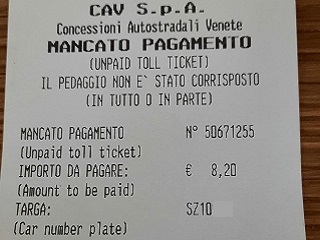 CAV S.p.A.
Concessioni Autostradali Venete
MANCATO PAGAMENTO
(UNPAID TOLL TICKET)
IL PEDAGGIO NON E` STATO CORRISPOSTO
(IN TUTTO O IN PARTE)
MANCATO PAGAMENTO N° 50671255
(Unpaid toll ticket)
IMPORTO DA PAGARE: € 8,20
(Amount to be paid)
TARGA: SZ10
(Car number plate)